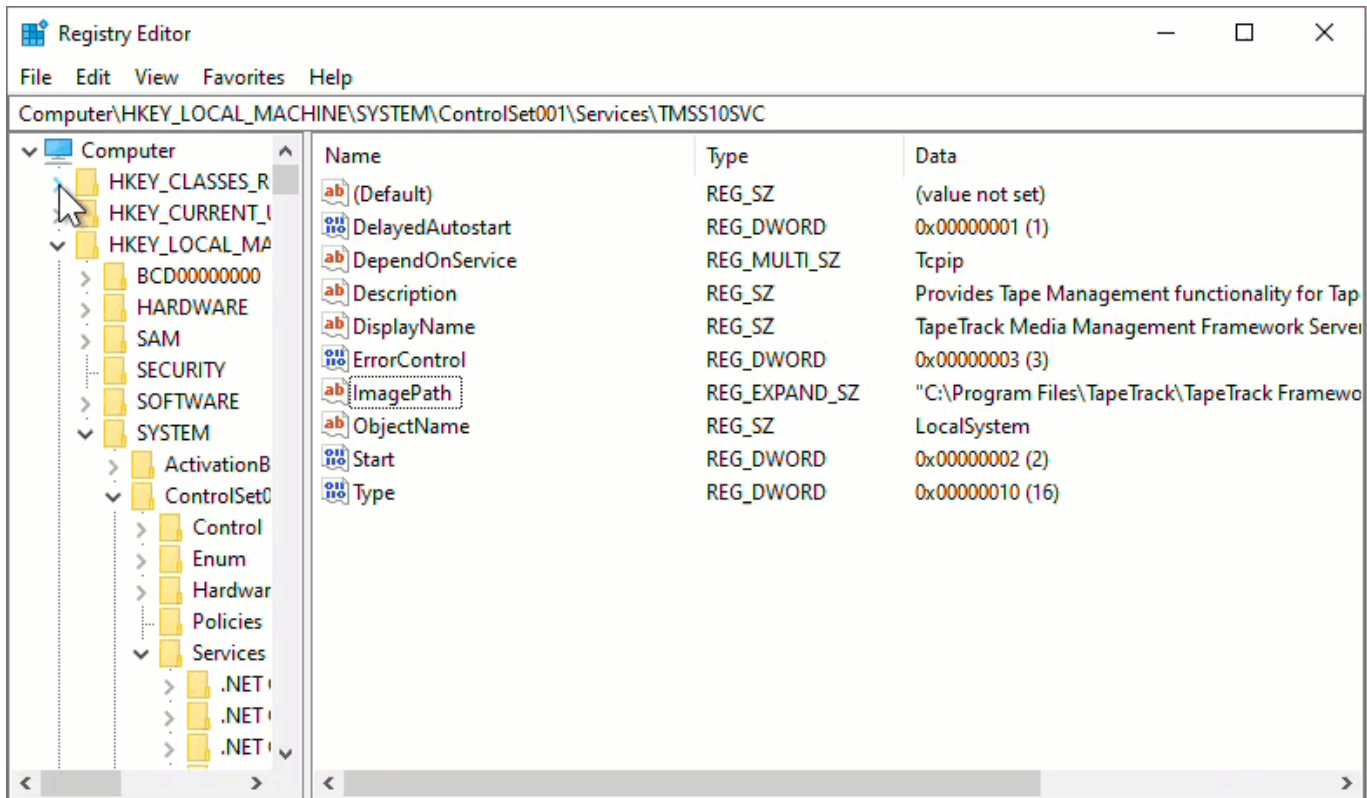 Registry Editor
File Edit View Favorites Help
Computer\HKEY_LOCAL_MACHINE\SYSTEM\ControlSet001\Services\TMSS10SVC
Computer
HKEY_CLASSES_R
HKEY_CURRENT_U
HKEY_LOCAL_MA
BCD00000000
HARDWARE
SAM
SECURITY
SOFTWARE
SYSTEM
ActivationB
ControlSet0
Control
Enum
Hardwar
Policies
Services
.NET
.NET
.NET
Name Type Data
(Default) REG_SZ (value not set)
DelayedAutostart REG_DWORD 0x00000001 (1)
DependOnService REG_MULTI_SZ Tcpip
Description REG_SZ Provides Tape Management functionality for Tap
DisplayName REG_SZ TapeTrack Media Management Framework Server
ErrorControl REG_DWORD 0x00000003 (3)
ImagePath REG_EXPAND_SZ "C:\Program Files\TapeTrack\TapeTrack Framewo
ObjectName REG_SZ LocalSystem
Start REG_DWORD 0x00000002 (2)
Type REG_DWORD 0x00000010 (16)